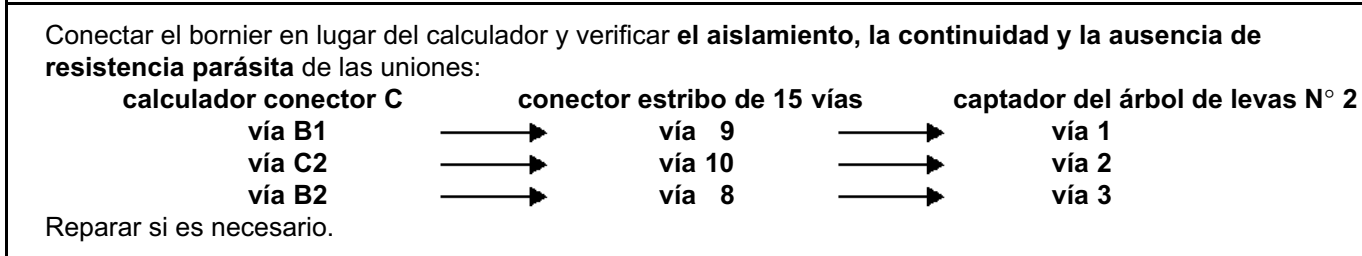 Conectar el bornier en lugar del calculador y verificar el aislamiento, la continuidad y la ausencia de
resistencia parásita de las uniones:
calculador conector C conector estribo de 15 vías captador del árbol de levas N° 2
vía B1 vía 9 vía 1
vía C2 vía 10 vía 2
vía B2 vía 8 vía 3
Reparar si es necesario.